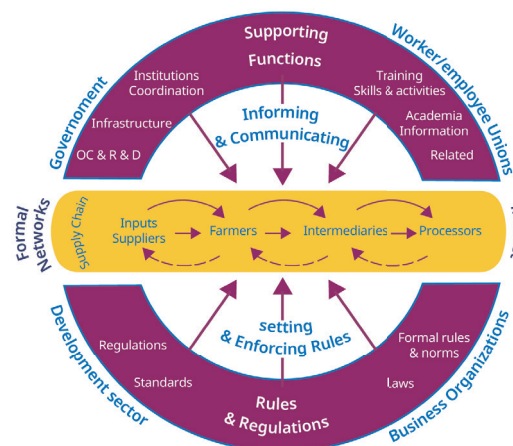 Supporting
Functions
Governoment
Worker/employee Unions
Institutions
Coordination
Infrastructure
OC & R & D
Training
Skills & activities
Academia
Information
Related
Informing
& Communicating
Formal
Networks
Supply Chain
Inputs
Suppliers
Farmers
Intermediaries
Processors
setting
& Enforcing Rules
Regulations
Standards
Formal rules
& norms
laws
Rules
& Regulations
Development sector
Business Organizations